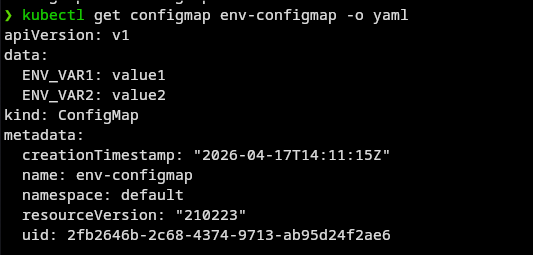 ❯ kubectl get configmap env-configmap -o yaml
apiVersion: v1
data:
  ENV_VAR1: value1
  ENV_VAR2: value2
kind: ConfigMap
metadata:
  creationTimestamp: "2026-04-17T14:11:15Z"
  name: env-configmap
  namespace: default
  resourceVersion: "210223"
  uid: 2fb2646b-2c68-4374-9713-ab95d24f2ae6